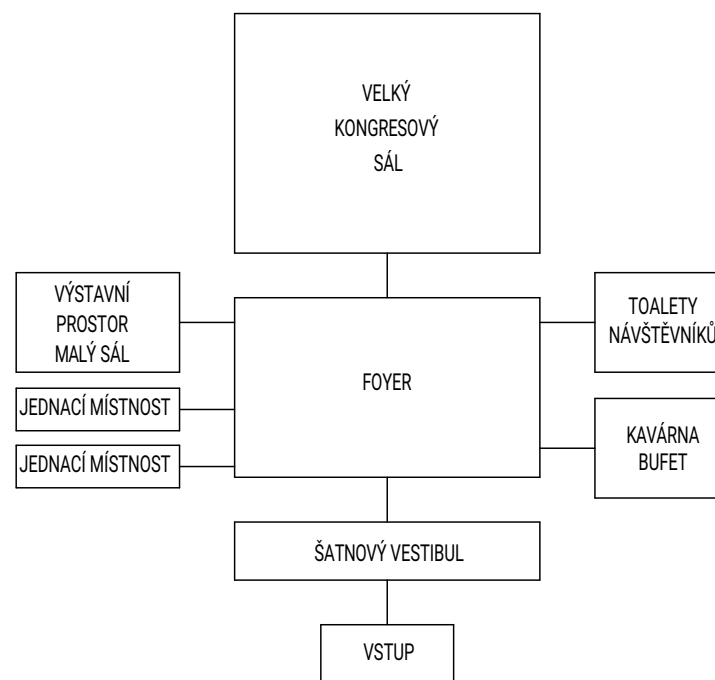 VELKÝ
KONGRESOVÝ
SÁL
VÝSTAVNÍ
PROSTOR
MALÝ SÁL
JEDNACÍ MÍSTNOST
JEDNACÍ MÍSTNOST
FOYER
TOALETY
NÁVŠTĚVNÍKŮ
KAVÁRNA
BUFET
ŠATNOVÝ VESTIBUL
VSTUP